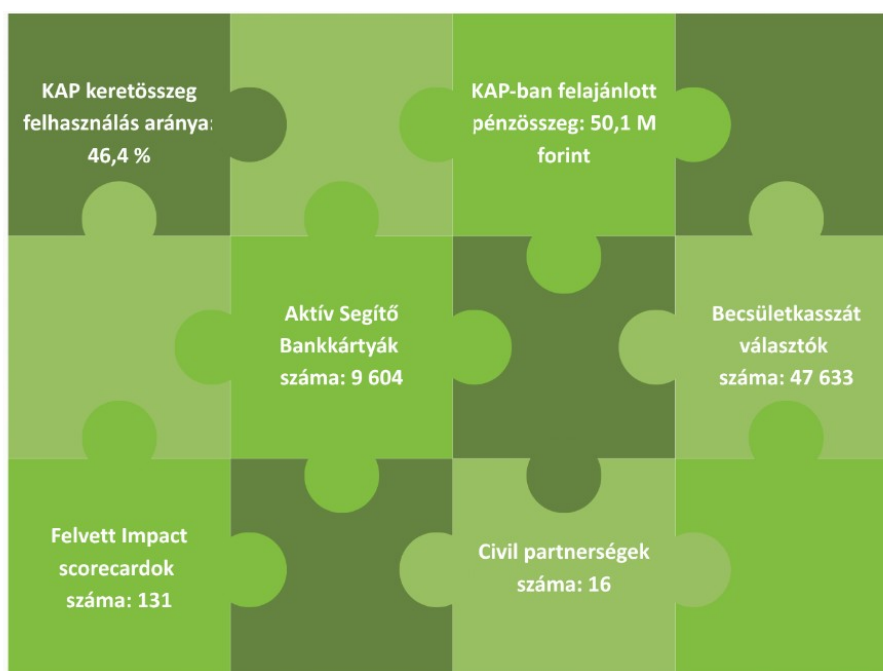 KAP keretösszeg
felhasználás aránya:
46,4 %
KAP-ban felajánlott
pénzösszeg: 50,1 M
forint
Aktív Segítő
Bankkártyák
száma: 9 604
Becsületkasszát
választók
száma: 47 633
Felvett Impact
scorecardok
száma: 131
Civil partnerségek
száma: 16